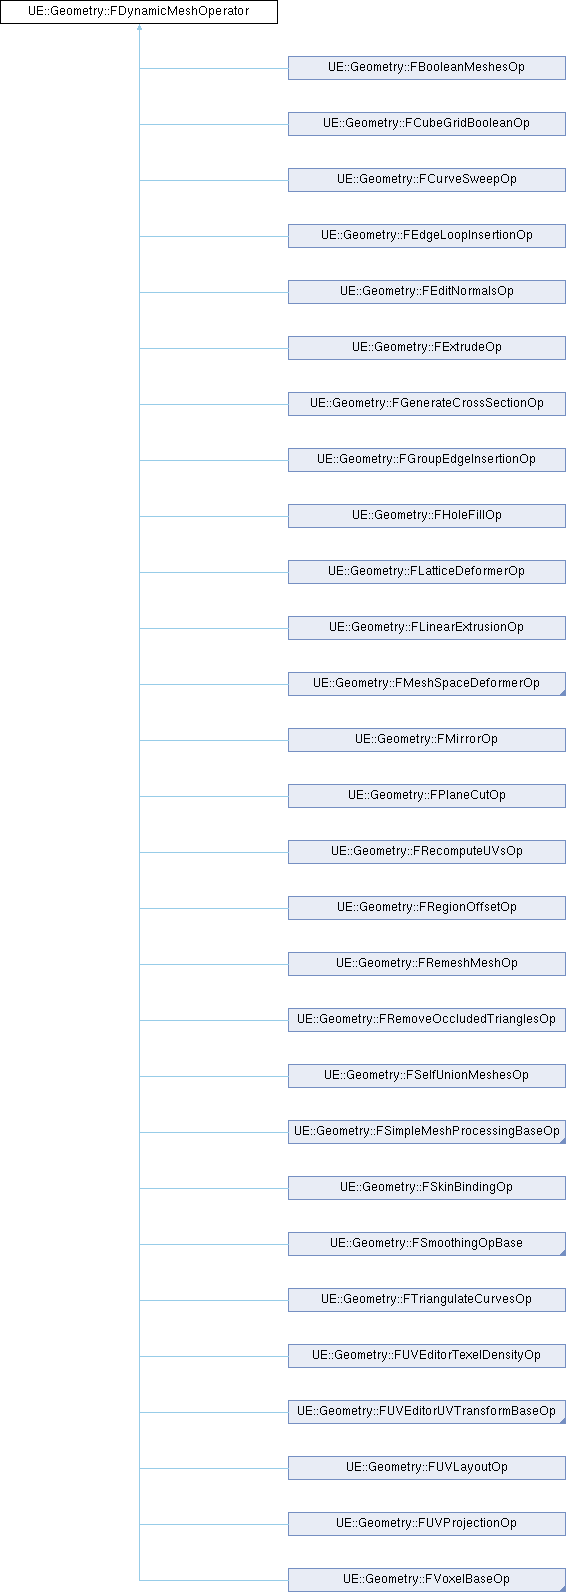 UE::Geometry::FDynamicMeshOperator
UE::Geometry::FBooleanMeshesOp
UE::Geometry::FCubeGridBooleanOp
UE::Geometry::FCurveSweepOp
UE::Geometry::FEdgeLoopInsertionOp
UE::Geometry::FEditNormalsOp
UE::Geometry::FExtrudeOp
UE::Geometry::FGenerateCrossSectionOp
UE::Geometry::FGroupEdgeInsertionOp
UE::Geometry::FHoleFillOp
UE::Geometry::FLatticeDeformerOp
UE::Geometry::FLinearExtrusionOp
UE::Geometry::FMeshSpaceDeformerOp
UE::Geometry::FMirrorOp
UE::Geometry::FPlaneCutOp
UE::Geometry::FRecomputeUVsOp
UE::Geometry::FRegionOffsetOp
UE::Geometry::FRemeshMeshOp
UE::Geometry::FRemoveOccludedTrianglesOp
UE::Geometry::FSelfUnionMeshesOp
UE::Geometry::FSimpleMeshProcessingBaseOp
UE::Geometry::FSkinBindingOp
UE::Geometry::FSmoothingOpBase
UE::Geometry::FTriangulateCurvesOp
UE::Geometry::FUVEditorTexelDensityOp
UE::Geometry::FUVEditorUVTransformBaseOp
UE::Geometry::FUVLayoutOp
UE::Geometry::FUVProjectionOp
UE::Geometry::FVoxelBaseOp